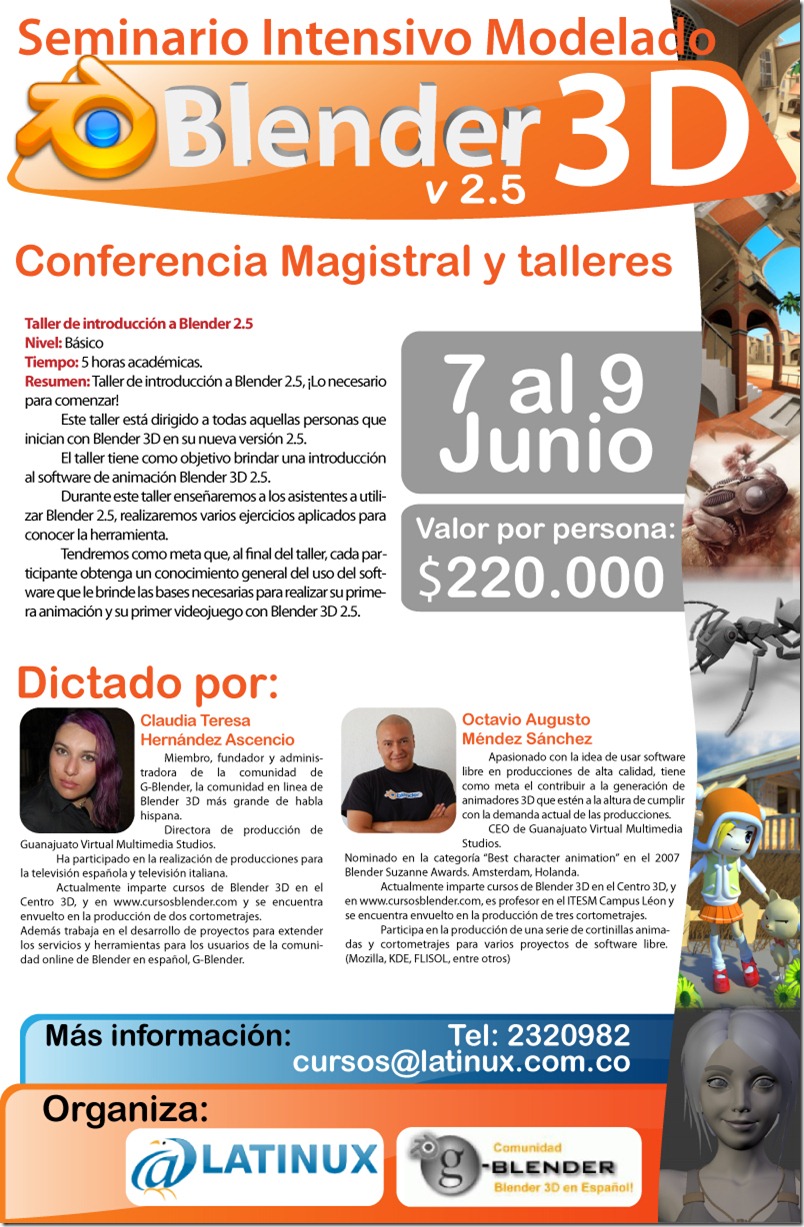 Seminario Intensivo Modelado
Blender 3D
v 2.5
Conferencia Magistral y talleres
Taller de introducción a Blender 2.5
Nivel: Básico
Tiempo: 5 horas académicas.
Resumen: Taller de introducción a Blender 2.5, ¡Lo necesario
para comenzar!
Este taller está dirigido a todas aquellas personas que
inician con Blender 3D en su nueva versión 2.5.
El taller tiene como objetivo brindar una introducción
al software de animación Blender 3D 2.5.
Durante este taller enseñaremos a los asistentes a utili-
zar Blender 2.5, realizaremos varios ejercicios aplicados para
conocer la herramienta.
Tendremos como meta que, al final del taller, cada par-
ticipante obtenga un conocimiento general del uso del soft-
ware que le brinde las bases necesarias para realizar su prime-
ra animación y su primer videojuego con Blender 3D 2.5.
7 al 9
Junio
Valor por persona:
$220.000
Dictado por:
Claudia Teresa
Hernández Ascencio
Miembro, fundador y adminis-
tradora de la comunidad de
G-Blender, la comunidad en linea de
Blender 3D más grande de habla
hispana.
Directora de producción de
Guanajuato Virtual Multimedia Studios.
Ha participado en la realización de producciones para
la televisión española y televisión italiana.
Actualmente imparte cursos de Blender 3D en el
Centro 3D, y en www.cursosblender.com y se encuentra
envuelto en la producción de dos cortometrajes.
Además trabaja en el desarrollo de proyectos para extender
los servicios y herramientas para los usuarios de la comuni-
dad online de Blender en español, G-Blender.
Octavio Augusto
Méndez Sánchez
Apasionado con la idea de usar software
libre en producciones de alta calidad, tiene
como meta el contribuir a la generación de
animadores 3D que estén a la altura de cumplir
con la demanda actual de las producciones.
CEO de Guanajuato Virtual Multimedia
Studios.
Nominado en la categoría “Best character animation” en el 2007
Blender Suzanne Awards. Amsterdam, Holanda.
Actualmente imparte cursos de Blender 3D en el Centro 3D, y
en www.cursosblender.com, es profesor en el ITESM Campus Léon y
se encuentra envuelto en la producción de tres cortometrajes.
Participa en la producción de una serie de cortinillas anima-
das y cortometrajes para varios proyectos de software libre.
(Mozilla, KDE, FLISOL, entre otros)
Más información:
Tel: 2320982
cursos@latinux.com.co
Organiza:
@LATINUX
Comunidad
g-BLENDER
Blender 3D en Español!